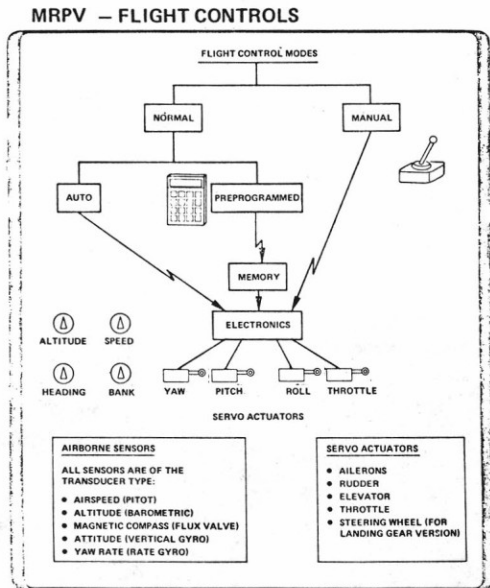 MRPV – FLIGHT CONTROLS
FLIGHT CONTROL MODES
NORMAL
MANUAL
AUTO
PREPROGRAMMED
MEMORY
ELECTRONICS
ALTITUDE
SPEED
HEADING
BANK
YAW
PITCH
ROLL
THROTTLE
SERVO ACTUATORS
AIRBORNE SENSORS
ALL SENSORS ARE OF THE
TRANSDUCER TYPE:
● AIRSPEED (PITOT)
● ALTITUDE (BAROMETRIC)
● MAGNETIC COMPASS (FLUX VALVE)
● ATTITUDE (VERTICAL GYRO)
● YAW RATE (RATE GYRO)
SERVO ACTUATORS
● AILERONS
● RUDDER
● ELEVATOR
● THROTTLE
● STEERING WHEEL (FOR
LANDING GEAR VERSION)